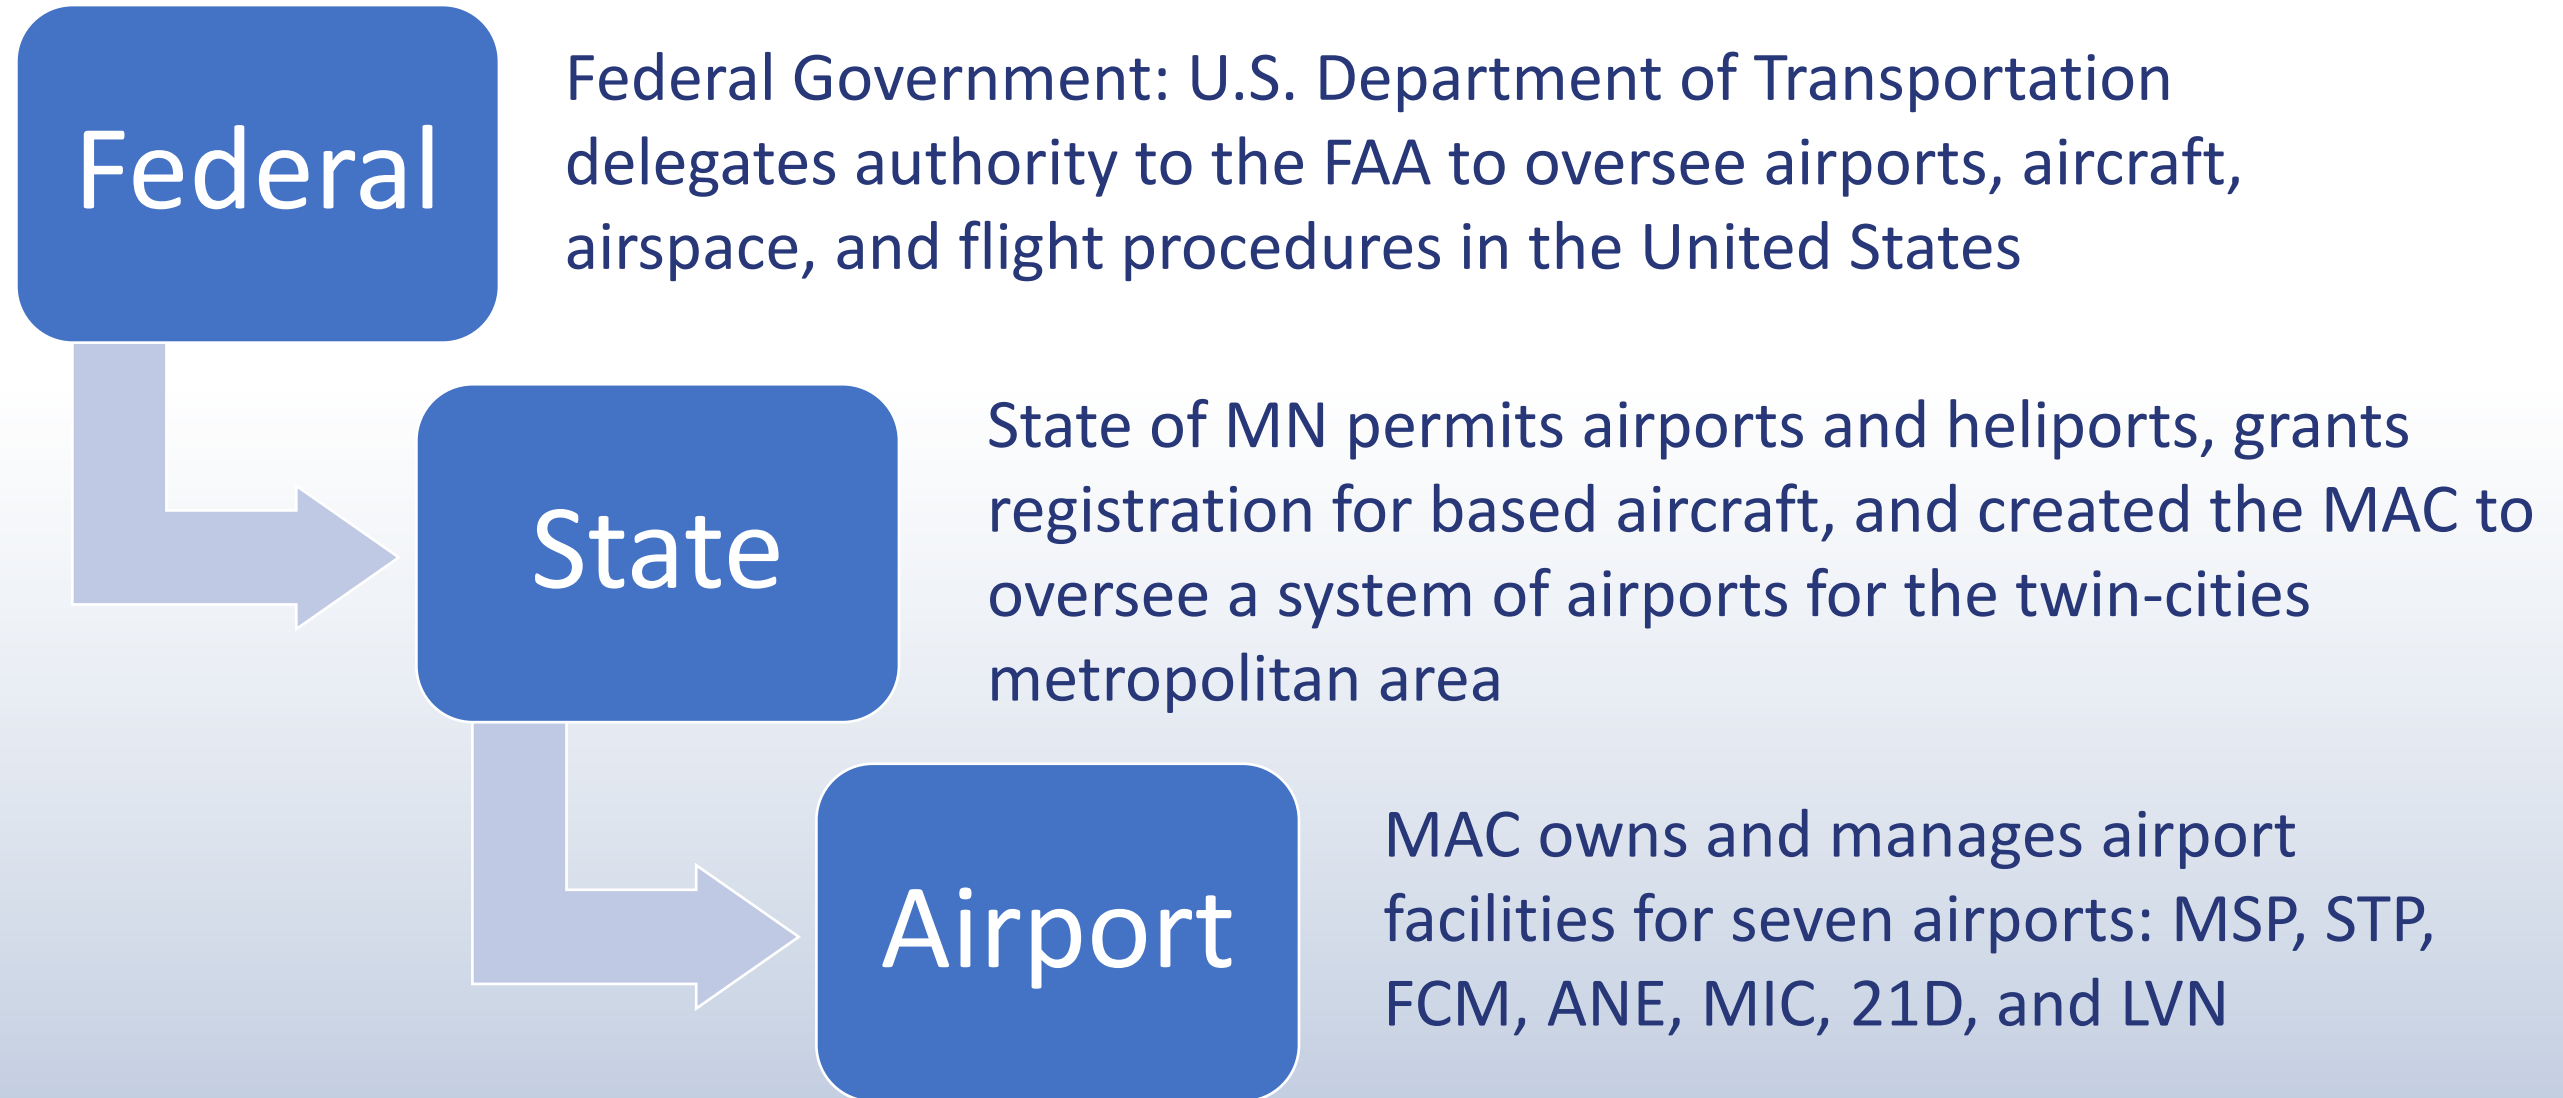 Federal
Federal Government: U.S. Department of Transportation
delegates authority to the FAA to oversee airports, aircraft,
airspace, and flight procedures in the United States
State
State of MN permits airports and heliports, grants
registration for based aircraft, and created the MAC to
oversee a system of airports for the twin-cities
metropolitan area
Airport
MAC owns and manages airport
facilities for seven airports: MSP, STP,
FCM, ANE, MIC, 21D, and LVN